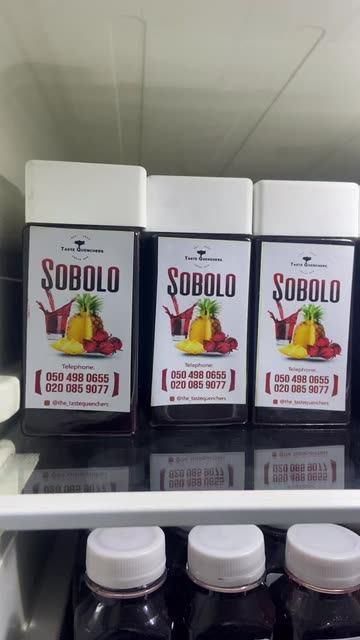 TASTE QUENCHERS
SOBOLO
Telephone:
050 498 0655
020 085 9077
@the_tastequenchers
TASTE QUENCHERS
SOBOLO
Telephone:
050 498 0655
020 085 9077
@the_tastequenchers
TASTE QUENCHERS
SOBOLO
Telephone:
050 498 0655
020 085 9077
@the_tastequenchers